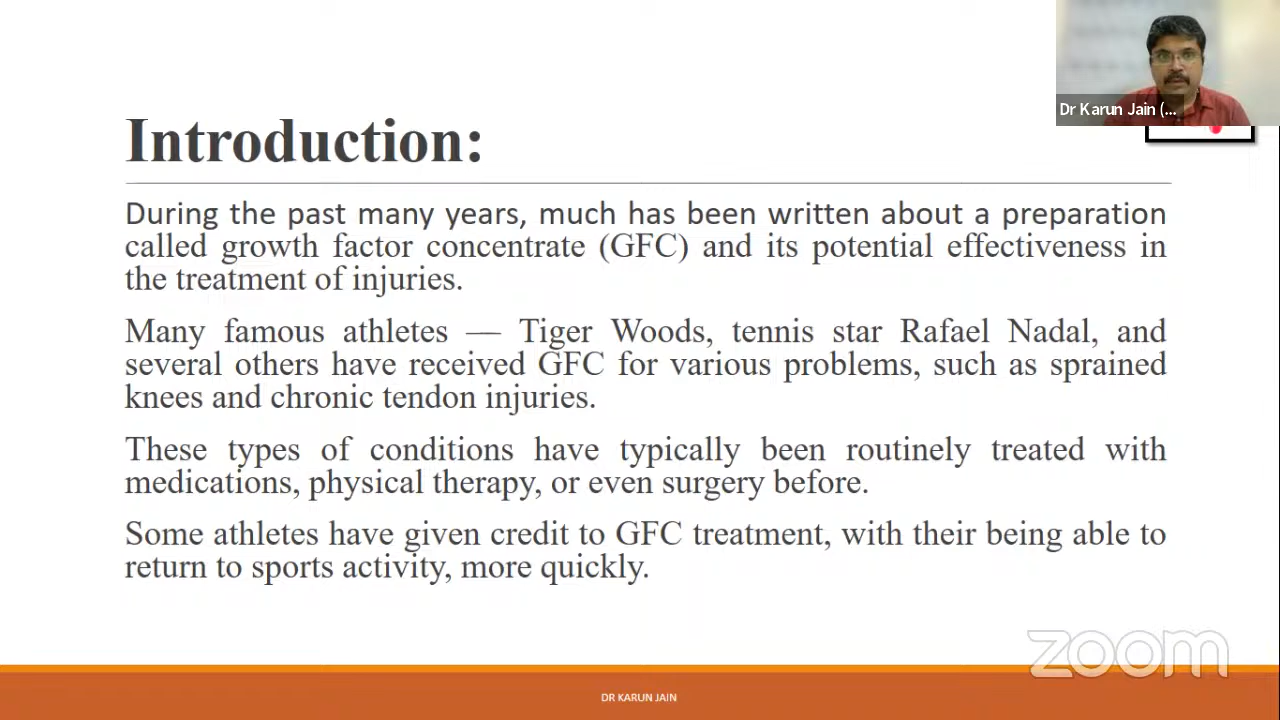 Dr Karun Jain (...
Introduction:
During the past many years, much has been written about a preparation
called growth factor concentrate (GFC) and its potential effectiveness in
the treatment of injuries.
Many famous athletes — Tiger Woods, tennis star Rafael Nadal, and
several others have received GFC for various problems, such as sprained
knees and chronic tendon injuries.
These types of conditions have typically been routinely treated with
medications, physical therapy, or even surgery before.
Some athletes have given credit to GFC treatment, with their being able to
return to sports activity, more quickly.
zoom
DR KARUN JAIN